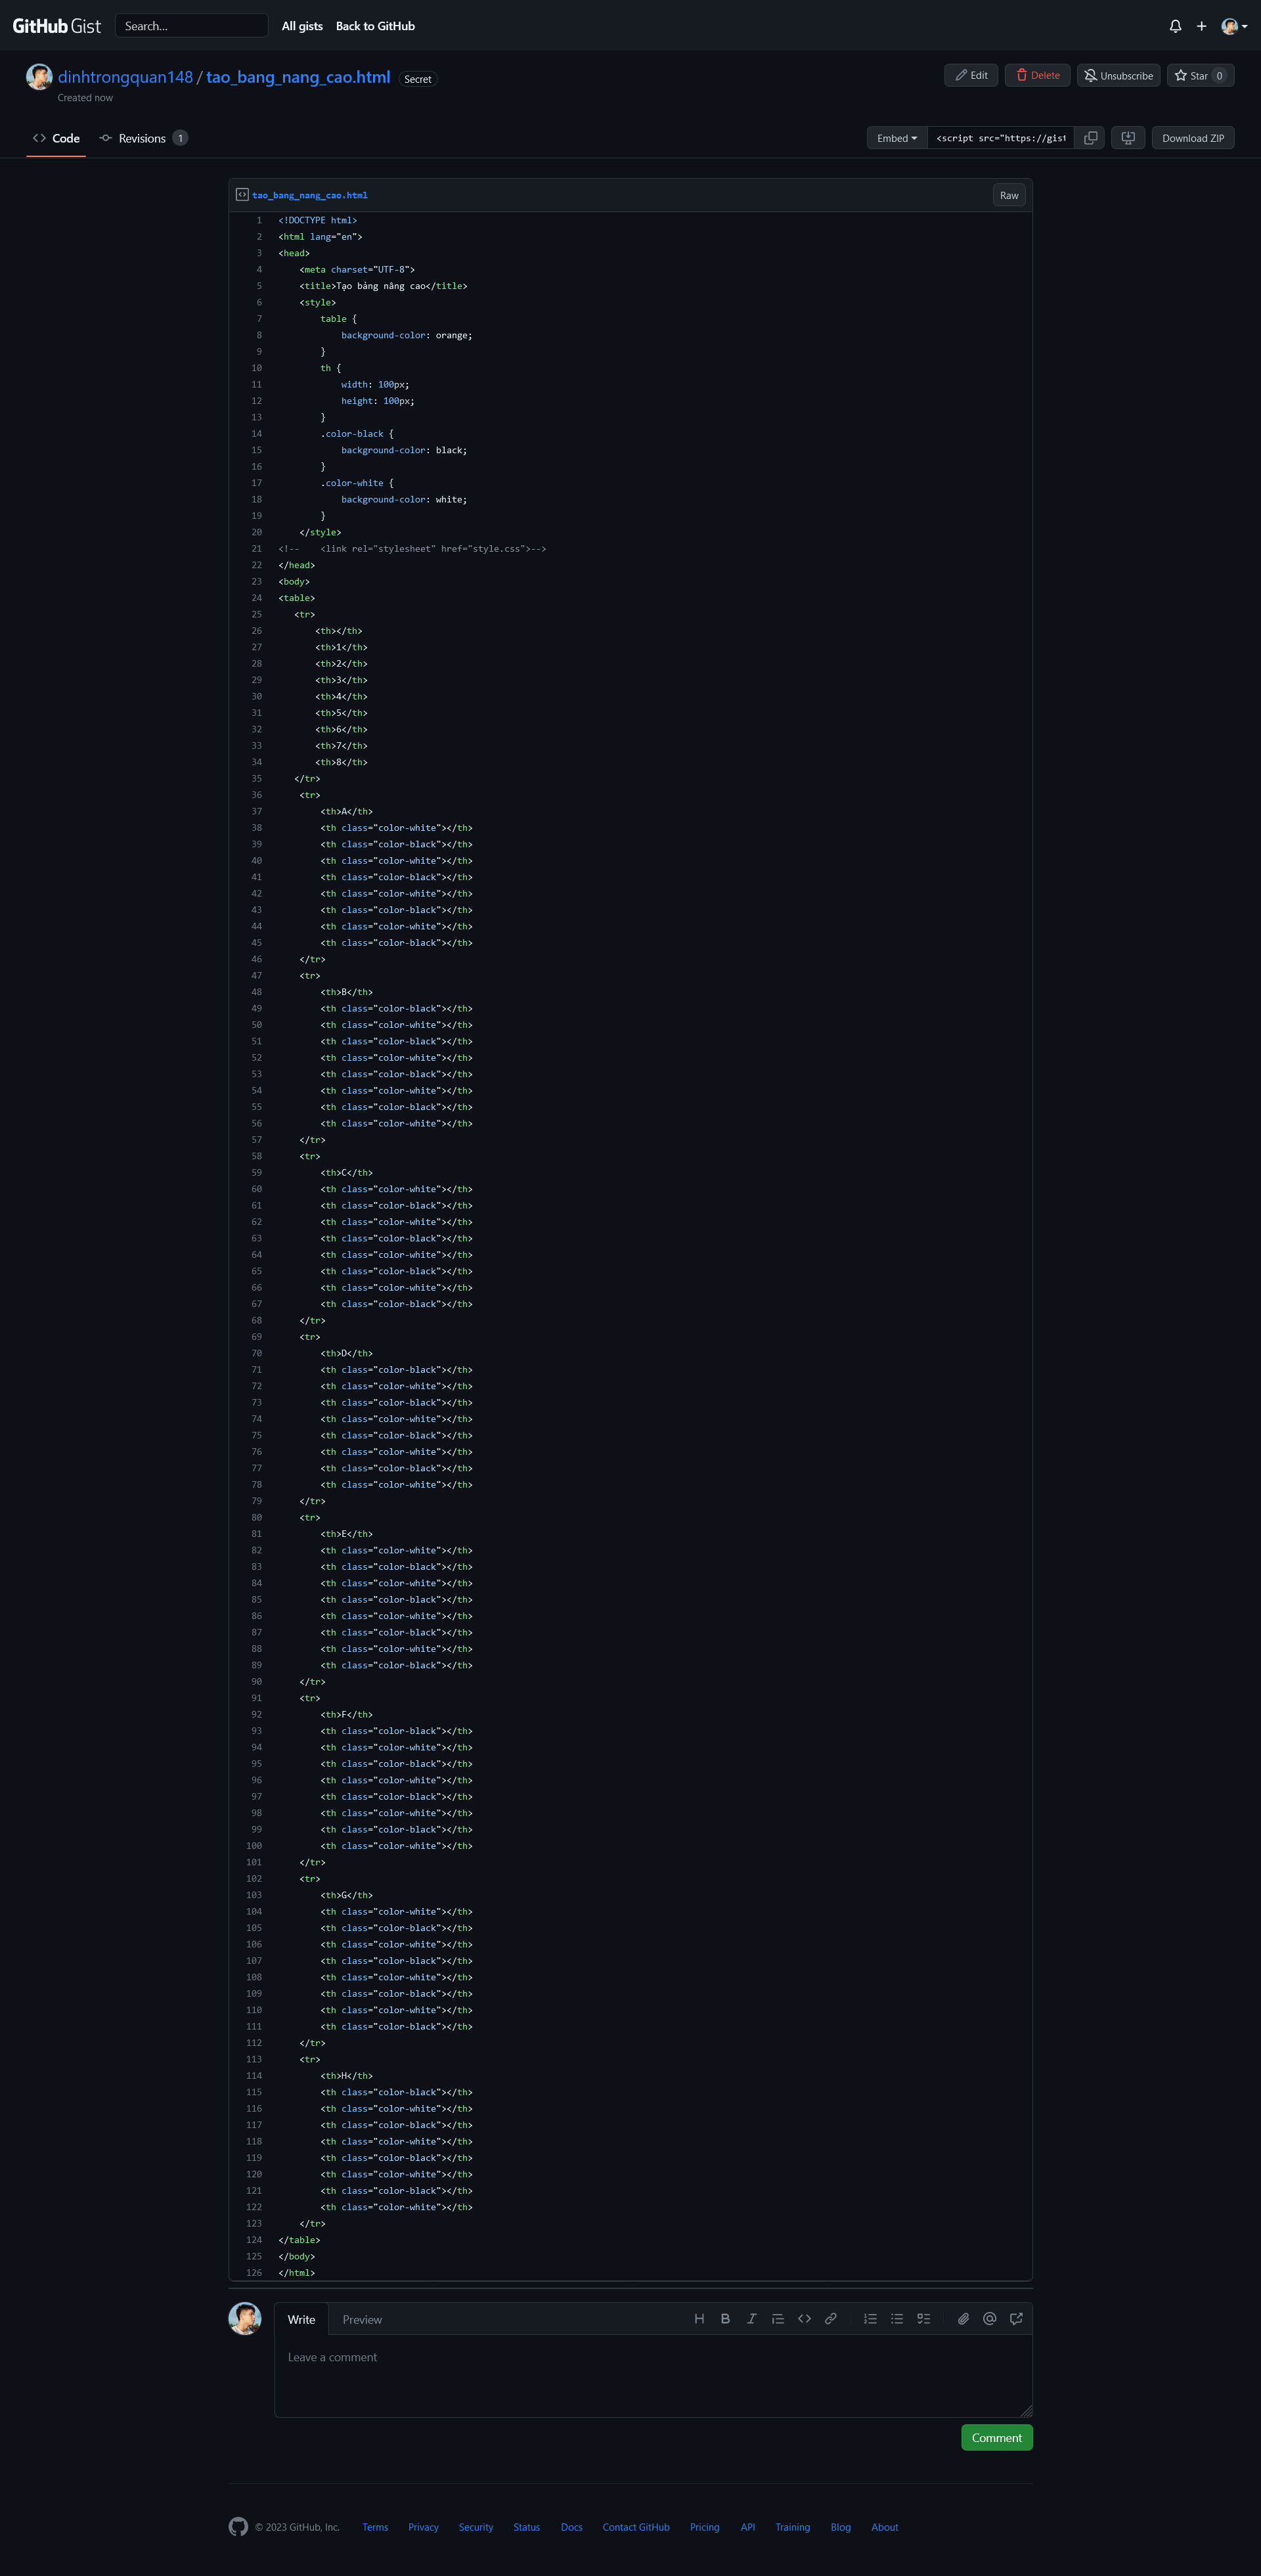 GitHub Gist Search... All gists Back to GitHub
dinhtrongquan148 / tao_bang_nang_cao.html Secret Edit Delete Unsubscribe Star 0
Created now
Code Revisions 1 Embed <script src="https://gist Download ZIP
tao_bang_nang_cao.html Raw
1 <!DOCTYPE html>
2 <html lang="en">
3 <head>
4 <meta charset="UTF-8">
5 <title>Tạo bảng nâng cao</title>
6 <style>
7 table {
8 background-color: orange;
9 }
10 th {
11 width: 100px;
12 height: 100px;
13 }
14 .color-black {
15 background-color: black;
16 }
17 .color-white {
18 background-color: white;
19 }
20 </style>
21 <!-- <link rel="stylesheet" href="style.css">-->
22 </head>
23 <body>
24 <table>
25 <tr>
26 <th></th>
27 <th>1</th>
28 <th>2</th>
29 <th>3</th>
30 <th>4</th>
31 <th>5</th>
32 <th>6</th>
33 <th>7</th>
34 <th>8</th>
35 </tr>
36 <tr>
37 <th>A</th>
38 <th class="color-white"></th>
39 <th class="color-black"></th>
40 <th class="color-white"></th>
41 <th class="color-black"></th>
42 <th class="color-white"></th>
43 <th class="color-black"></th>
44 <th class="color-white"></th>
45 <th class="color-black"></th>
46 </tr>
47 <tr>
48 <th>B</th>
49 <th class="color-black"></th>
50 <th class="color-white"></th>
51 <th class="color-black"></th>
52 <th class="color-white"></th>
53 <th class="color-black"></th>
54 <th class="color-white"></th>
55 <th class="color-black"></th>
56 <th class="color-white"></th>
57 </tr>
58 <tr>
59 <th>C</th>
60 <th class="color-white"></th>
61 <th class="color-black"></th>
62 <th class="color-white"></th>
63 <th class="color-black"></th>
64 <th class="color-white"></th>
65 <th class="color-black"></th>
66 <th class="color-white"></th>
67 <th class="color-black"></th>
68 </tr>
69 <tr>
70 <th>D</th>
71 <th class="color-black"></th>
72 <th class="color-white"></th>
73 <th class="color-black"></th>
74 <th class="color-white"></th>
75 <th class="color-black"></th>
76 <th class="color-white"></th>
77 <th class="color-black"></th>
78 <th class="color-white"></th>
79 </tr>
80 <tr>
81 <th>E</th>
82 <th class="color-white"></th>
83 <th class="color-black"></th>
84 <th class="color-white"></th>
85 <th class="color-black"></th>
86 <th class="color-white"></th>
87 <th class="color-black"></th>
88 <th class="color-white"></th>
89 <th class="color-black"></th>
90 </tr>
91 <tr>
92 <th>F</th>
93 <th class="color-black"></th>
94 <th class="color-white"></th>
95 <th class="color-black"></th>
96 <th class="color-white"></th>
97 <th class="color-black"></th>
98 <th class="color-white"></th>
99 <th class="color-black"></th>
100 <th class="color-white"></th>
101 </tr>
102 <tr>
103 <th>G</th>
104 <th class="color-white"></th>
105 <th class="color-black"></th>
106 <th class="color-white"></th>
107 <th class="color-black"></th>
108 <th class="color-white"></th>
109 <th class="color-black"></th>
110 <th class="color-white"></th>
111 <th class="color-black"></th>
112 </tr>
113 <tr>
114 <th>H</th>
115 <th class="color-black"></th>
116 <th class="color-white"></th>
117 <th class="color-black"></th>
118 <th class="color-white"></th>
119 <th class="color-black"></th>
120 <th class="color-white"></th>
121 <th class="color-black"></th>
122 <th class="color-white"></th>
123 </tr>
124 </table>
125 </body>
126 </html>
Write Preview
Leave a comment
Comment
© 2023 GitHub, Inc. Terms Privacy Security Status Docs Contact GitHub Pricing API Training Blog About